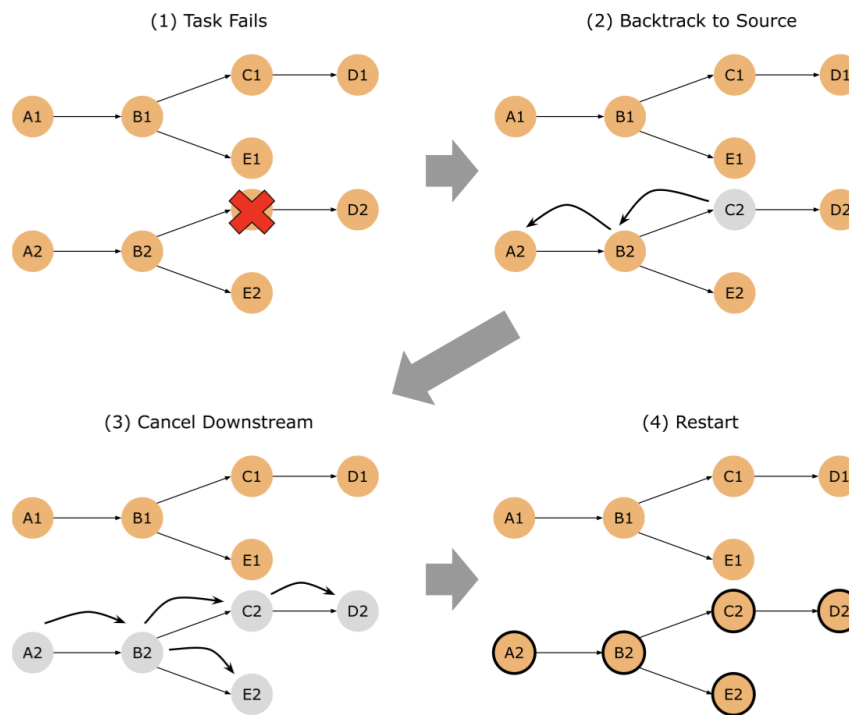 (1) Task Fails
C1
D1
A1
B1
E1
D2
A2
B2
E2
(2) Backtrack to Source
C1
D1
A1
B1
E1
C2
D2
A2
B2
E2
(3) Cancel Downstream
C1
D1
A1
B1
E1
C2
D2
A2
B2
E2
(4) Restart
C1
D1
A1
B1
E1
C2
D2
A2
B2
E2